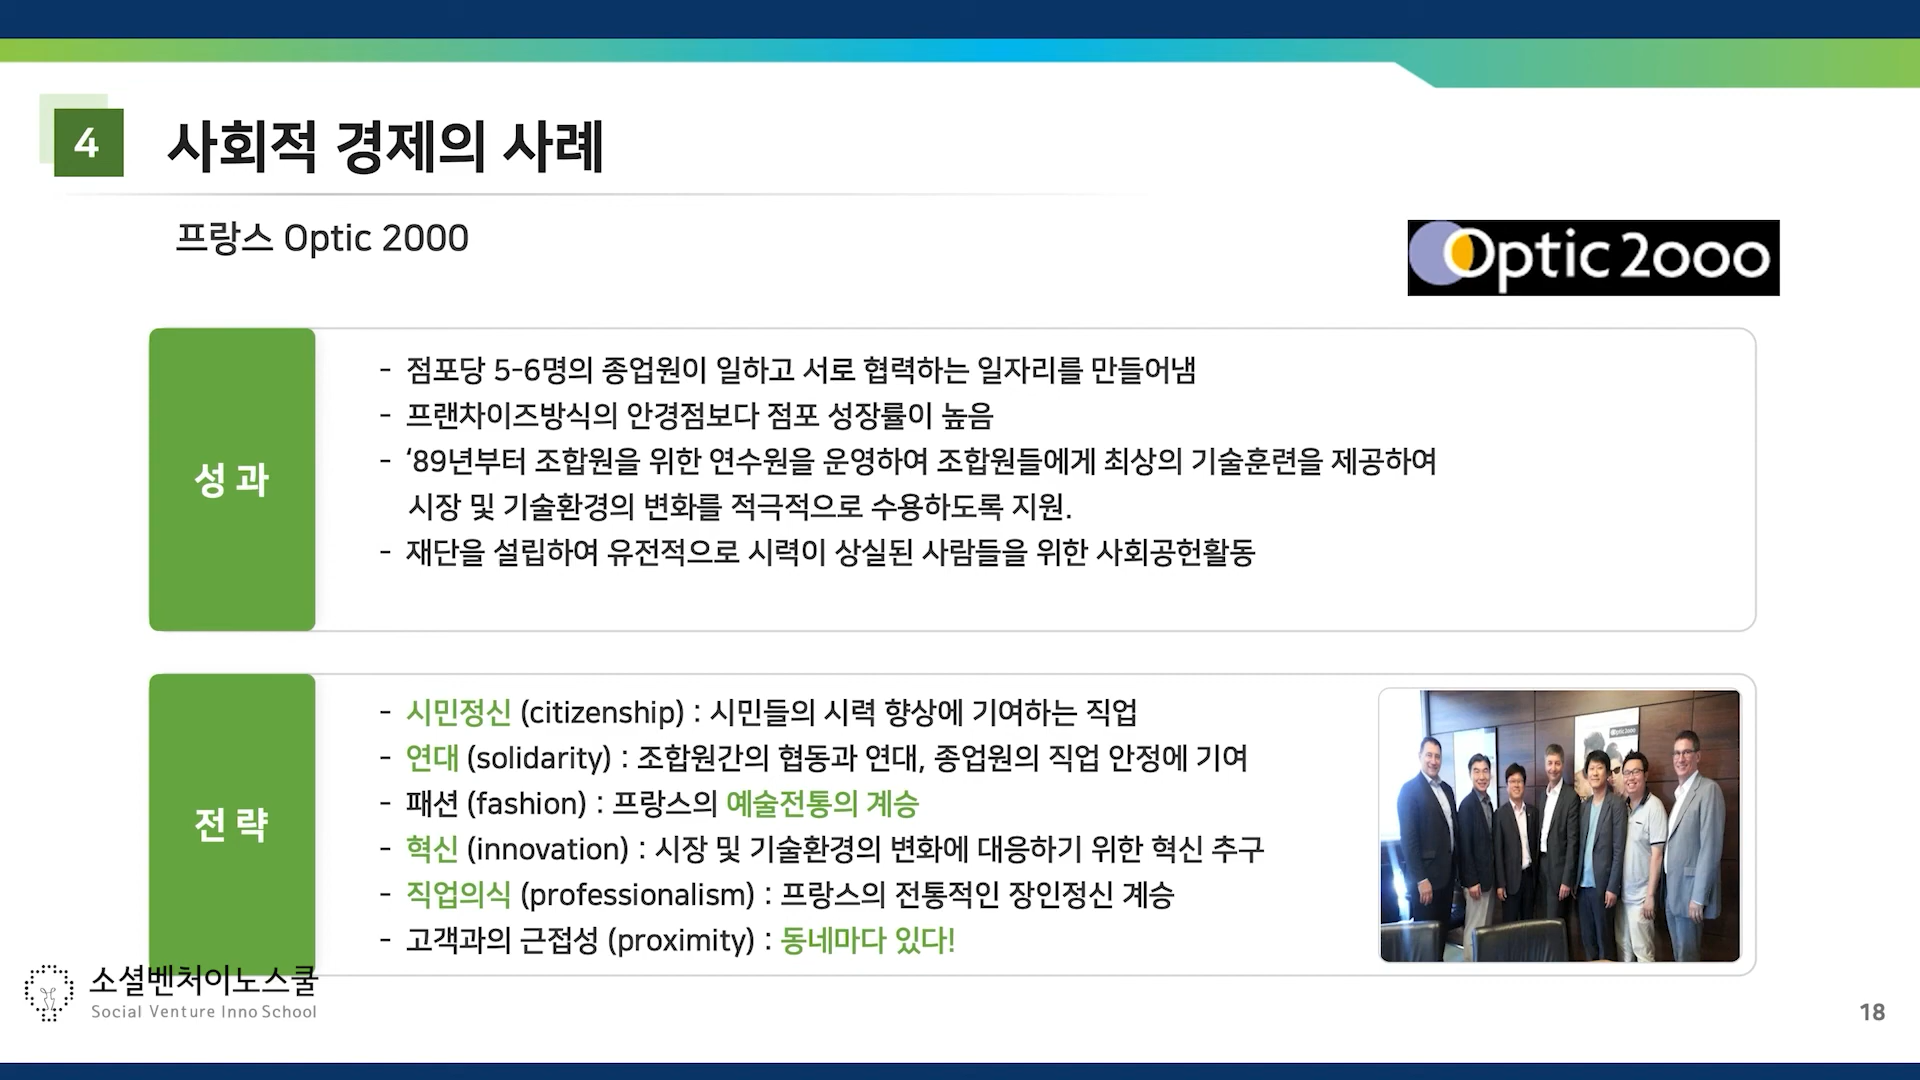 4
사회적 경제의 사례
프랑스 Optic 2000
Optic 2000
성 과
- 점포당 5-6명의 종업원이 일하고 서로 협력하는 일자리를 만들어냄
- 프랜차이즈방식의 안경점보다 점포 성장률이 높음
- ‘89년부터 조합원을 위한 연수원을 운영하여 조합원들에게 최상의 기술훈련을 제공하여
시장 및 기술환경의 변화를 적극적으로 수용하도록 지원.
- 재단을 설립하여 유전적으로 시력이 상실된 사람들을 위한 사회공헌활동
전 략
- 시민정신 (citizenship) : 시민들의 시력 향상에 기여하는 직업
- 연대 (solidarity) : 조합원간의 협동과 연대, 종업원의 직업 안정에 기여
- 패션 (fashion) : 프랑스의 예술전통의 계승
- 혁신 (innovation) : 시장 및 기술환경의 변화에 대응하기 위한 혁신 추구
- 직업의식 (professionalism) : 프랑스의 전통적인 장인정신 계승
- 고객과의 근접성 (proximity) : 동네마다 있다!
Optic 2000
소셜벤처이노스쿨
Social Venture Inno School
18